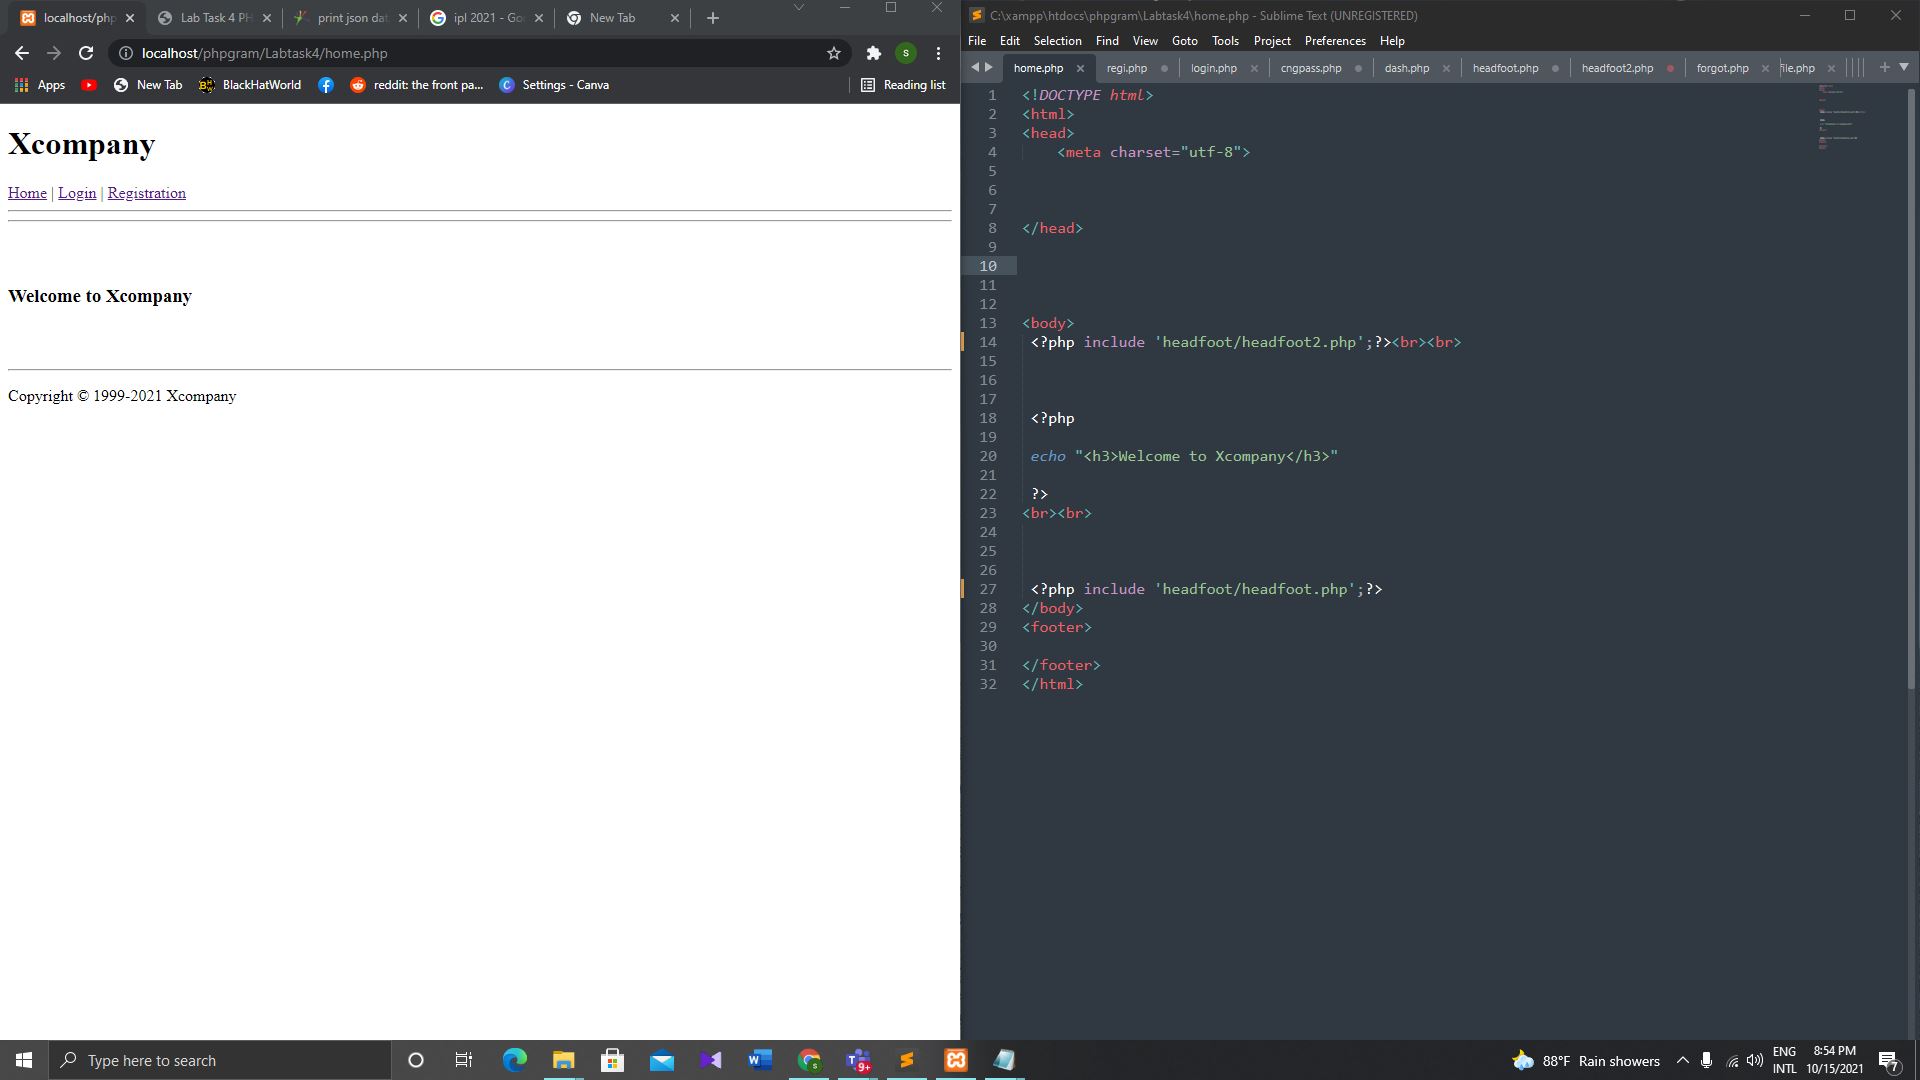 localhost/php
Lab Task 4 PH
print json dat
ipl 2021 - Goo
New Tab
localhost/phpgram/Labtask4/home.php
S
Apps
New Tab
BlackHatWorld
reddit: the front pa...
Settings - Canva
Reading list
Xcompany
Home | Login | Registration
Welcome to Xcompany
Copyright © 1999-2021 Xcompany
C:\xampp\htdocs\phpgram\Labtask4\home.php - Sublime Text (UNREGISTERED)
File Edit Selection Find View Goto Tools Project Preferences Help
home.php regi.php login.php cngpass.php dash.php headfoot.php headfoot2.php forgot.php file.php
1 <!DOCTYPE html>
2 <html>
3 <head>
4 <meta charset="utf-8">
5
6
7
8 </head>
9
10
11
12
13 <body>
14 <?php include 'headfoot/headfoot2.php';?><br><br>
15
16
17
18 <?php
19
20 echo "<h3>Welcome to Xcompany</h3>"
21
22 ?>
23 <br><br>
24
25
26
27 <?php include 'headfoot/headfoot.php';?>
28 </body>
29 <footer>
30
31 </footer>
32 </html>
Type here to search
9+
88°F Rain showers
ENG
INTL
8:54 PM
10/15/2021
7